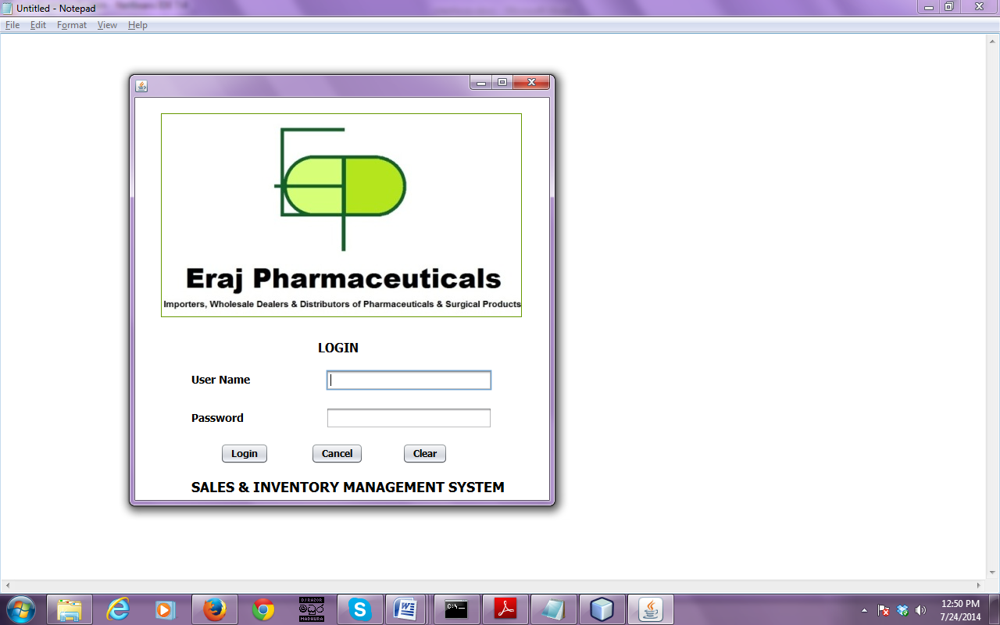 Untitled - Notepad
File Edit Format View Help
Eraj Pharmaceuticals
Importers, Wholesale Dealers & Distributors of Pharmaceuticals & Surgical Products
LOGIN
User Name
Password
Login Cancel Clear
SALES & INVENTORY MANAGEMENT SYSTEM
DJ RAZOR
MADHURA
C:\._
12:50 PM
7/24/2014